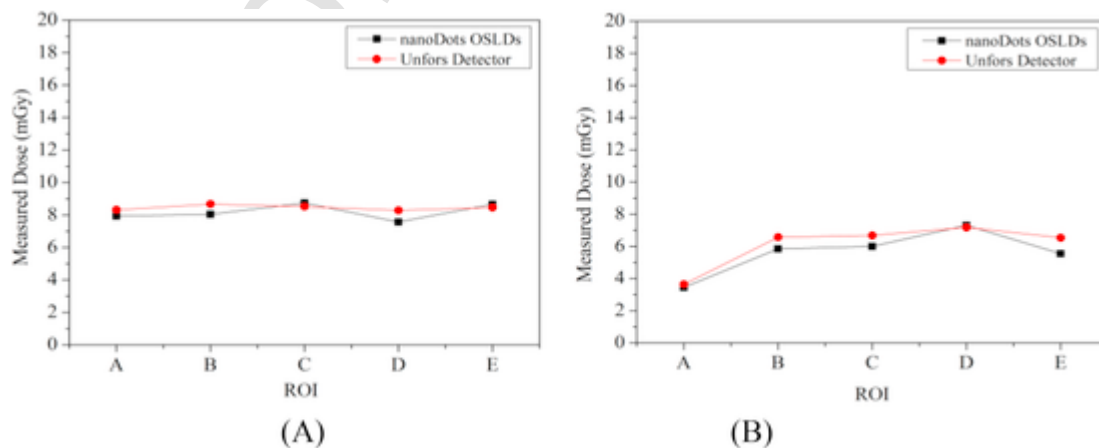 20
18
16
14
12
10
8
6
4
2
0
Measured Dose (mGy)
nanoDots OSLDs
Unfors Detector
A B C D E
ROI
(A)
20
18
16
14
12
10
8
6
4
2
0
Measured Dose (mGy)
nanoDots OSLDs
Unfors Detector
A B C D E
ROI
(B)